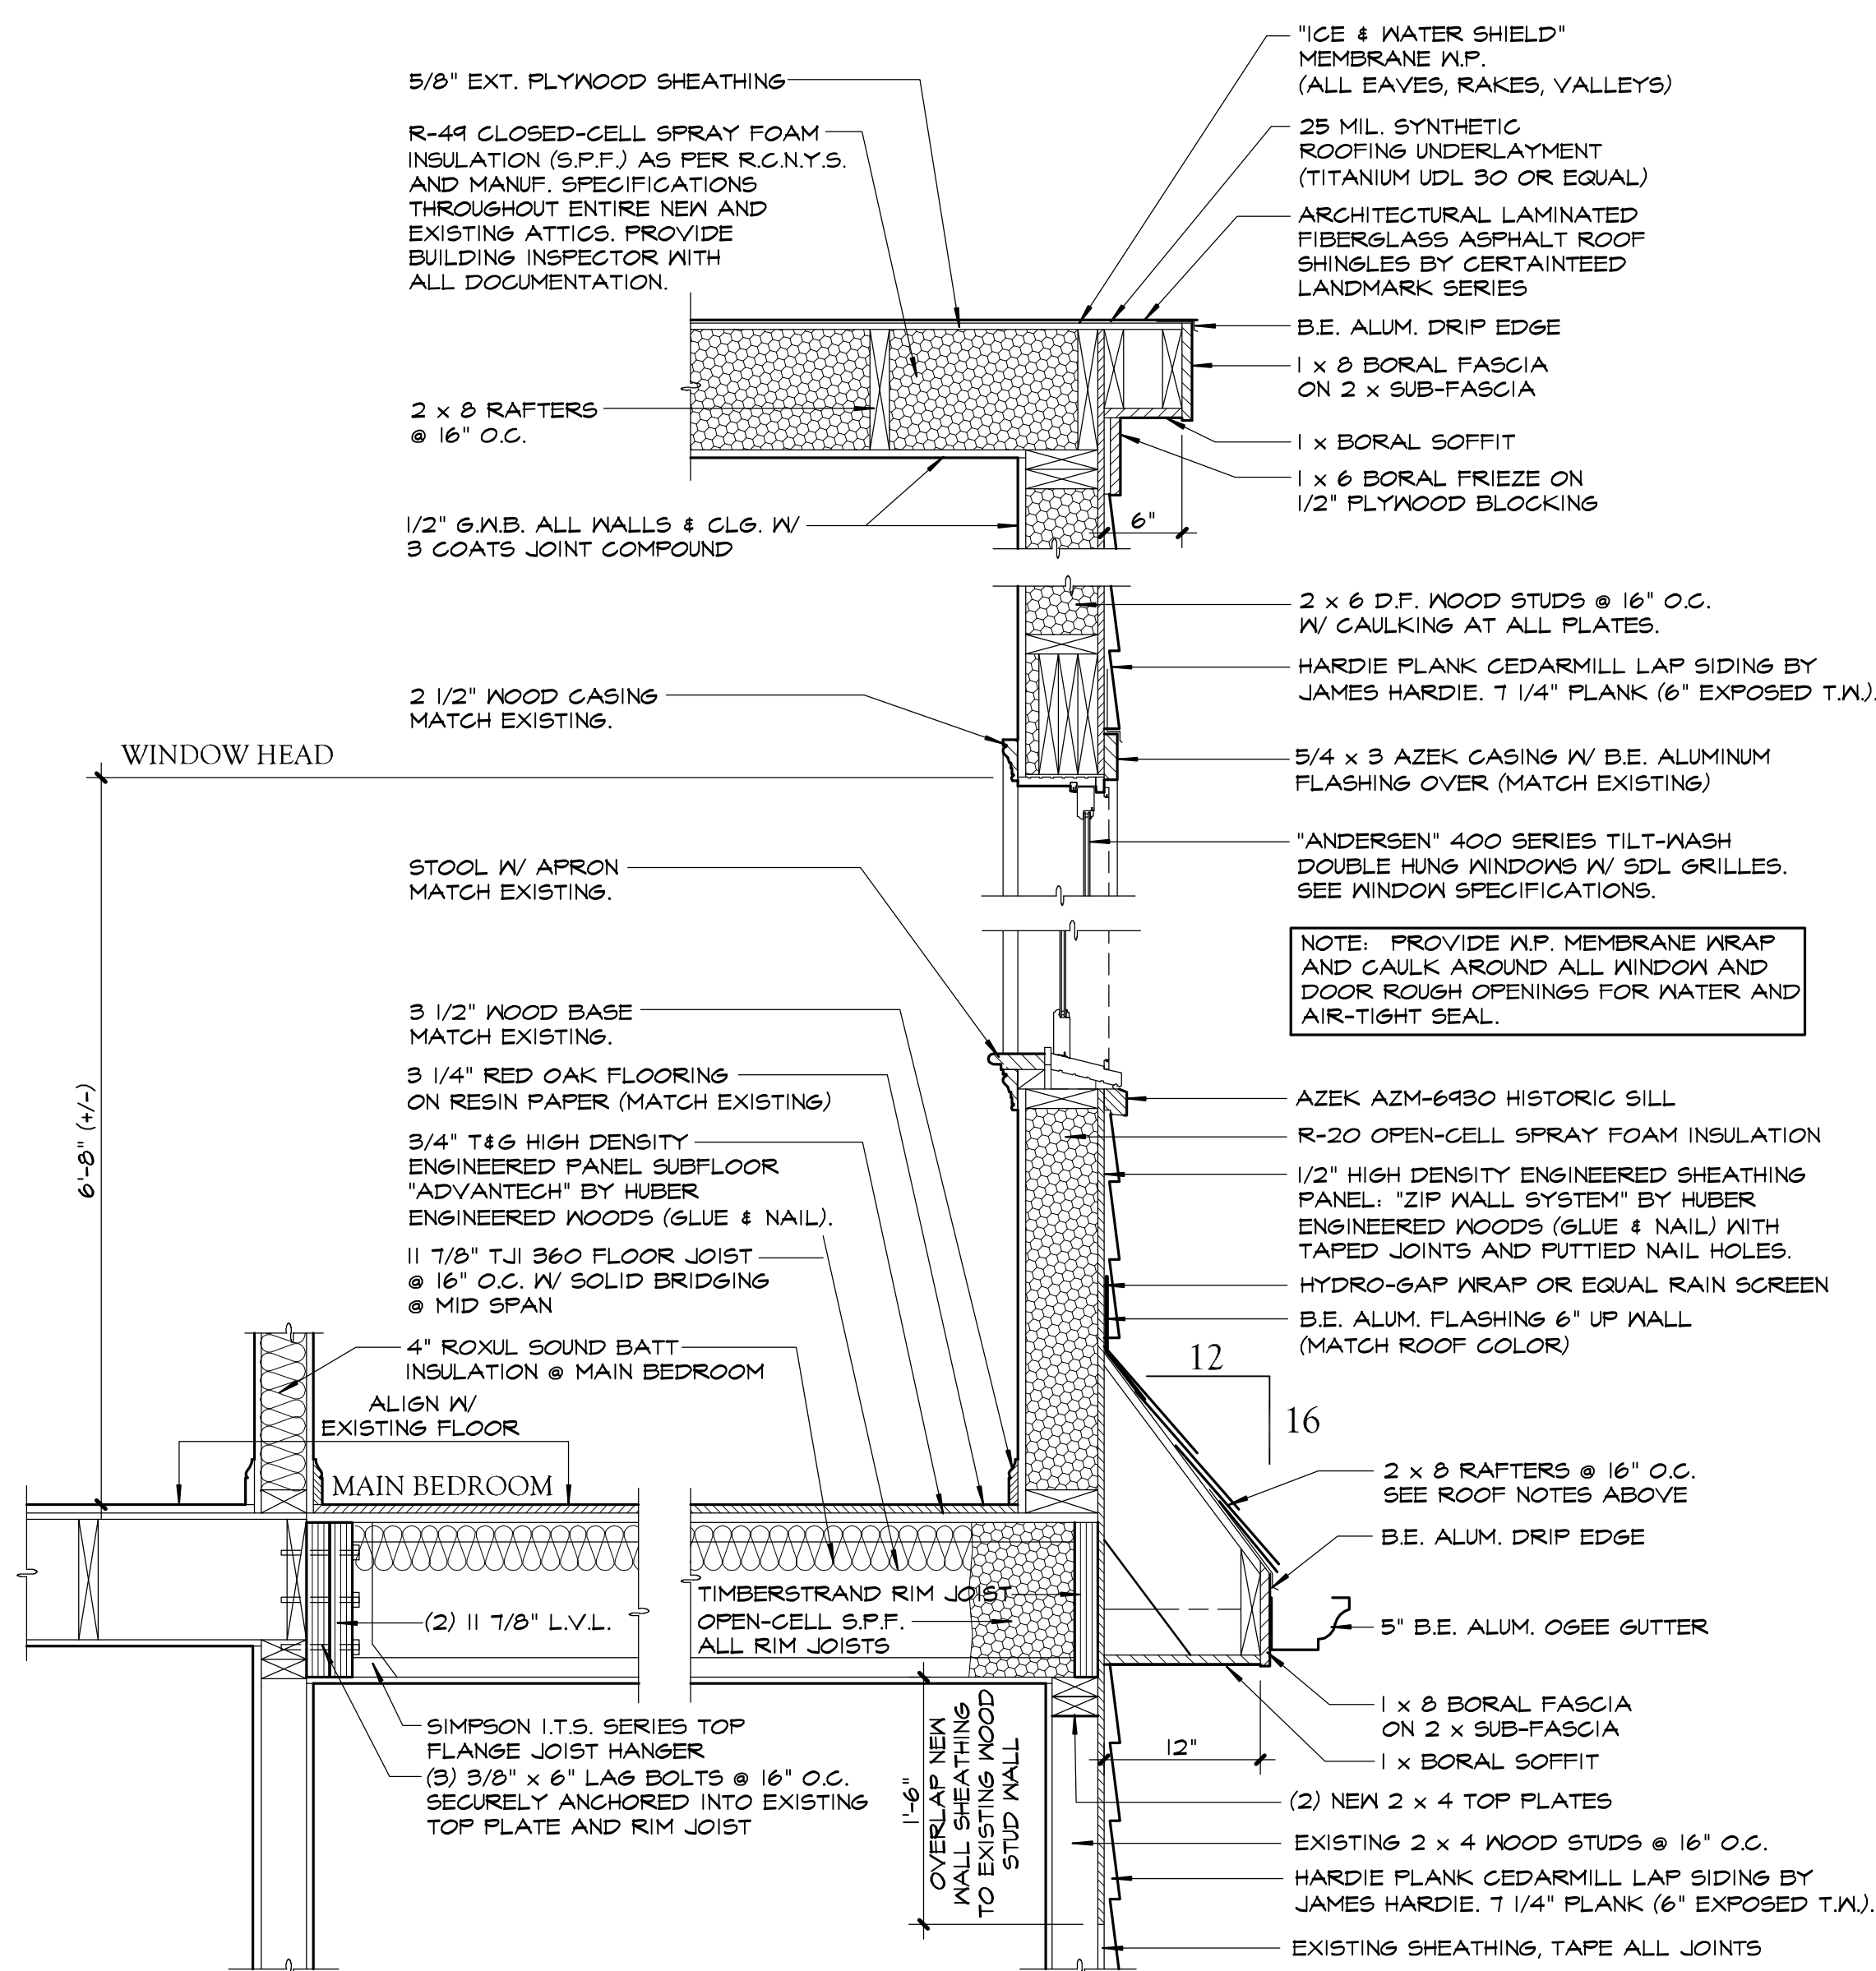 5/8" EXT. PLYWOOD SHEATHING
R-49 CLOSED-CELL SPRAY FOAM
INSULATION (S.P.F.) AS PER R.C.N.Y.S.
AND MANUF. SPECIFICATIONS
THROUGHOUT ENTIRE NEW AND
EXISTING ATTICS. PROVIDE
BUILDING INSPECTOR WITH
ALL DOCUMENTATION.
2 x 8 RAFTERS
@ 16" O.C.
1/2" G.W.B. ALL WALLS & CLG. W/
3 COATS JOINT COMPOUND
2 1/2" WOOD CASING
MATCH EXISTING.
WINDOW HEAD
STOOL W/ APRON
MATCH EXISTING.
3 1/2" WOOD BASE
MATCH EXISTING.
3 1/4" RED OAK FLOORING
ON RESIN PAPER (MATCH EXISTING)
3/4" T&G HIGH DENSITY
ENGINEERED PANEL SUBFLOOR
"ADVANTECH" BY HUBER
ENGINEERED WOODS (GLUE & NAIL).
11 7/8" TJI 360 FLOOR JOIST
@ 16" O.C. W/ SOLID BRIDGING
@ MID SPAN
4" ROXUL SOUND BATT
INSULATION @ MAIN BEDROOM
ALIGN W/
EXISTING FLOOR
6'-8" (+/-)
MAIN BEDROOM
TIMBERSTRAND RIM JOIST
OPEN-CELL S.P.F.
ALL RIM JOISTS
(2) 11 7/8" L.V.L.
SIMPSON I.T.S. SERIES TOP
FLANGE JOIST HANGER
(3) 3/8" x 6" LAG BOLTS @ 16" O.C.
SECURELY ANCHORED INTO EXISTING
TOP PLATE AND RIM JOIST
1'-6"
OVERLAP NEW
WALL SHEATHING
TO EXISTING WOOD
STUD WALL
"ICE & WATER SHIELD"
MEMBRANE W.P.
(ALL EAVES, RAKES, VALLEYS)
25 MIL. SYNTHETIC
ROOFING UNDERLAYMENT
(TITANIUM UDL 30 OR EQUAL)
ARCHITECTURAL LAMINATED
FIBERGLASS ASPHALT ROOF
SHINGLES BY CERTAINTEED
LANDMARK SERIES
B.E. ALUM. DRIP EDGE
1 x 8 BORAL FASCIA
ON 2 x SUB-FASCIA
1 x BORAL SOFFIT
1 x 6 BORAL FRIEZE ON
1/2" PLYWOOD BLOCKING
6"
2 x 6 D.F. WOOD STUDS @ 16" O.C.
W/ CAULKING AT ALL PLATES.
HARDIE PLANK CEDARMILL LAP SIDING BY
JAMES HARDIE. 7 1/4" PLANK (6" EXPOSED T.W.).
5/4 x 3 AZEK CASING W/ B.E. ALUMINUM
FLASHING OVER (MATCH EXISTING)
"ANDERSEN" 400 SERIES TILT-WASH
DOUBLE HUNG WINDOWS W/ SDL GRILLES.
SEE WINDOW SPECIFICATIONS.
NOTE: PROVIDE W.P. MEMBRANE WRAP
AND CAULK AROUND ALL WINDOW AND
DOOR ROUGH OPENINGS FOR WATER AND
AIR-TIGHT SEAL.
AZEK AZM-6930 HISTORIC SILL
R-20 OPEN-CELL SPRAY FOAM INSULATION
1/2" HIGH DENSITY ENGINEERED SHEATHING
PANEL: "ZIP WALL SYSTEM" BY HUBER
ENGINEERED WOODS (GLUE & NAIL) WITH
TAPED JOINTS AND PUTTIED NAIL HOLES.
HYDRO-GAP WRAP OR EQUAL RAIN SCREEN
B.E. ALUM. FLASHING 6" UP WALL
(MATCH ROOF COLOR)
12
16
2 x 8 RAFTERS @ 16" O.C.
SEE ROOF NOTES ABOVE
B.E. ALUM. DRIP EDGE
5" B.E. ALUM. OGEE GUTTER
1 x 8 BORAL FASCIA
ON 2 x SUB-FASCIA
1 x BORAL SOFFIT
12"
(2) NEW 2 x 4 TOP PLATES
EXISTING 2 x 4 WOOD STUDS @ 16" O.C.
HARDIE PLANK CEDARMILL LAP SIDING BY
JAMES HARDIE. 7 1/4" PLANK (6" EXPOSED T.W.).
EXISTING SHEATHING, TAPE ALL JOINTS